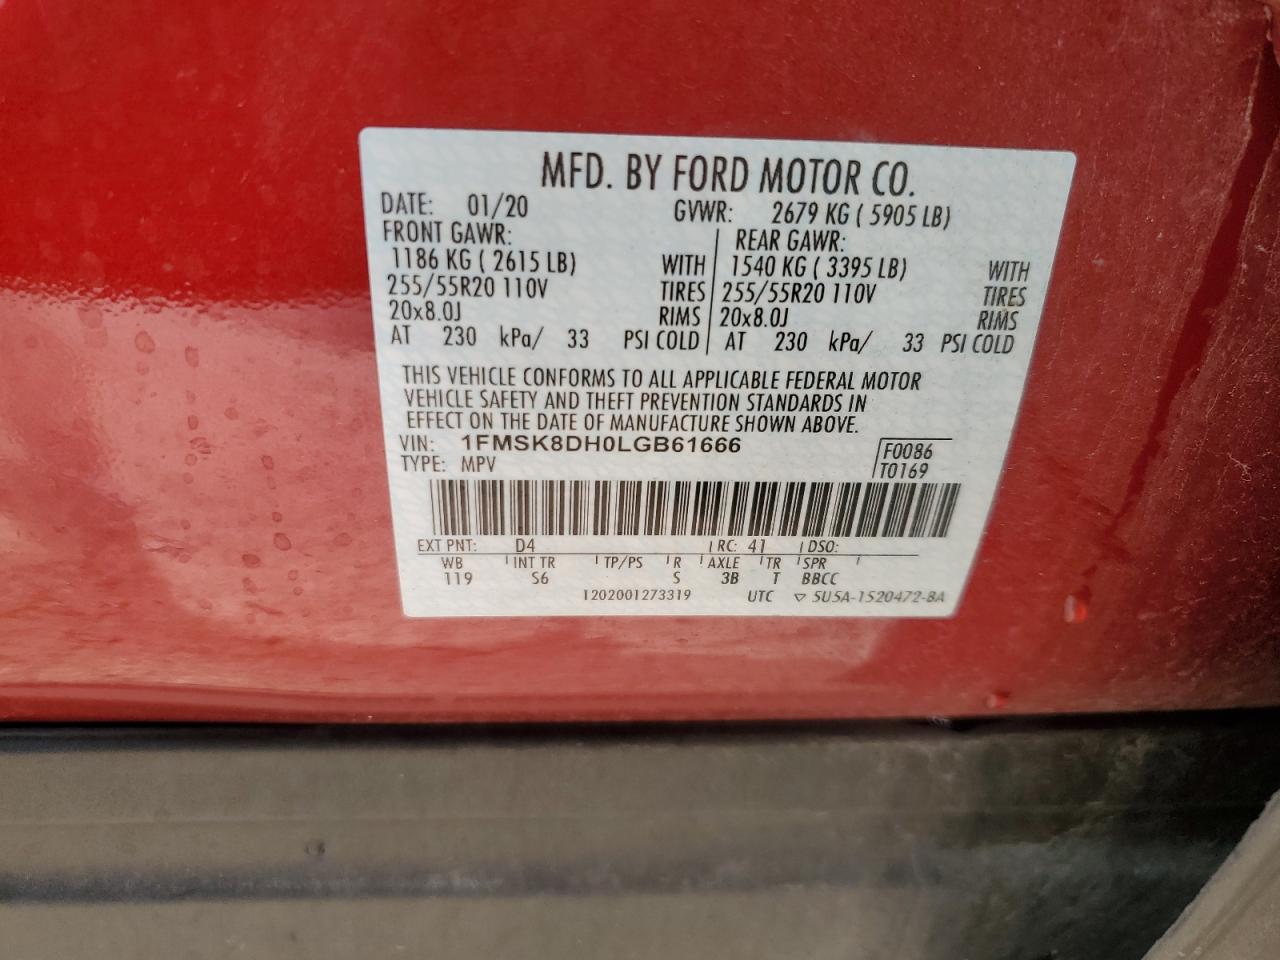 MFD. BY FORD MOTOR CO.
DATE: 01/20 GVWR: 2679 KG ( 5905 LB)
FRONT GAWR: REAR GAWR:
1186 KG ( 2615 LB) WITH 1540 KG ( 3395 LB) WITH
255/55R20 110V TIRES 255/55R20 110V TIRES
20x8.0J RIMS 20x8.0J RIMS
AT 230 kPa/ 33 PSI COLD AT 230 kPa/ 33 PSI COLD
THIS VEHICLE CONFORMS TO ALL APPLICABLE FEDERAL MOTOR
VEHICLE SAFETY AND THEFT PREVENTION STANDARDS IN
EFFECT ON THE DATE OF MANUFACTURE SHOWN ABOVE.
VIN: 1FMSK8DH0LGB61666 F0086
TYPE: MPV T0169
EXT PNT: D4 RC: 41 DSO:
WB INT TR TP/PS R AXLE TR SPR
119 S6 S 3B T BBCC
1202001273319 UTC ▽ 5U5A-1520472-BA